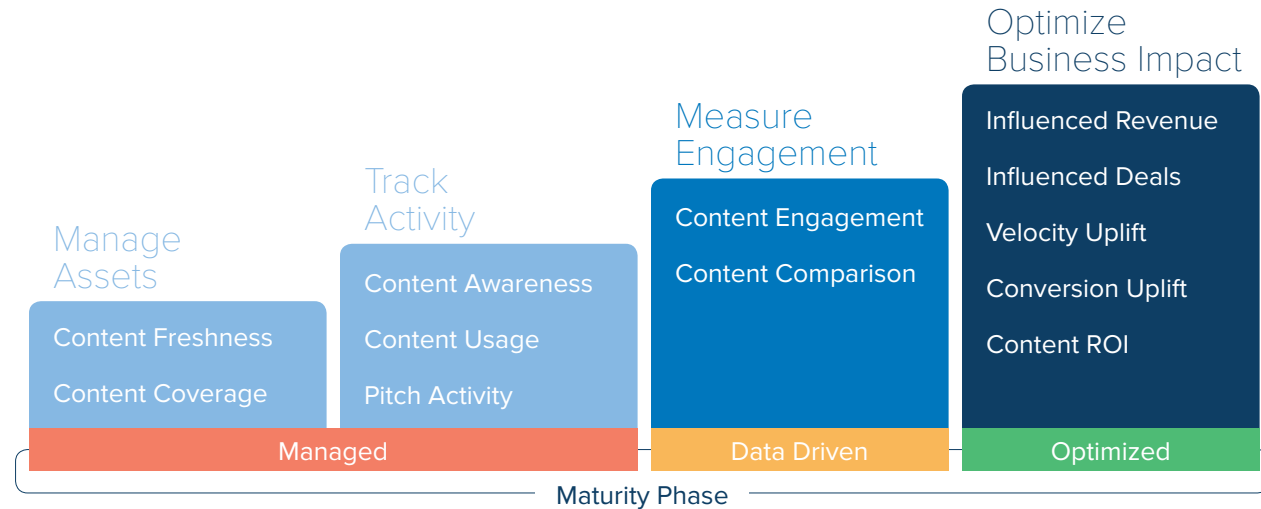 Manage
Assets
Content Freshness
Content Coverage
Track
Activity
Content Awareness
Content Usage
Pitch Activity
Measure
Engagement
Content Engagement
Content Comparison
Optimize
Business Impact
Influenced Revenue
Influenced Deals
Velocity Uplift
Conversion Uplift
Content ROI
Managed
Data Driven
Optimized
Maturity Phase